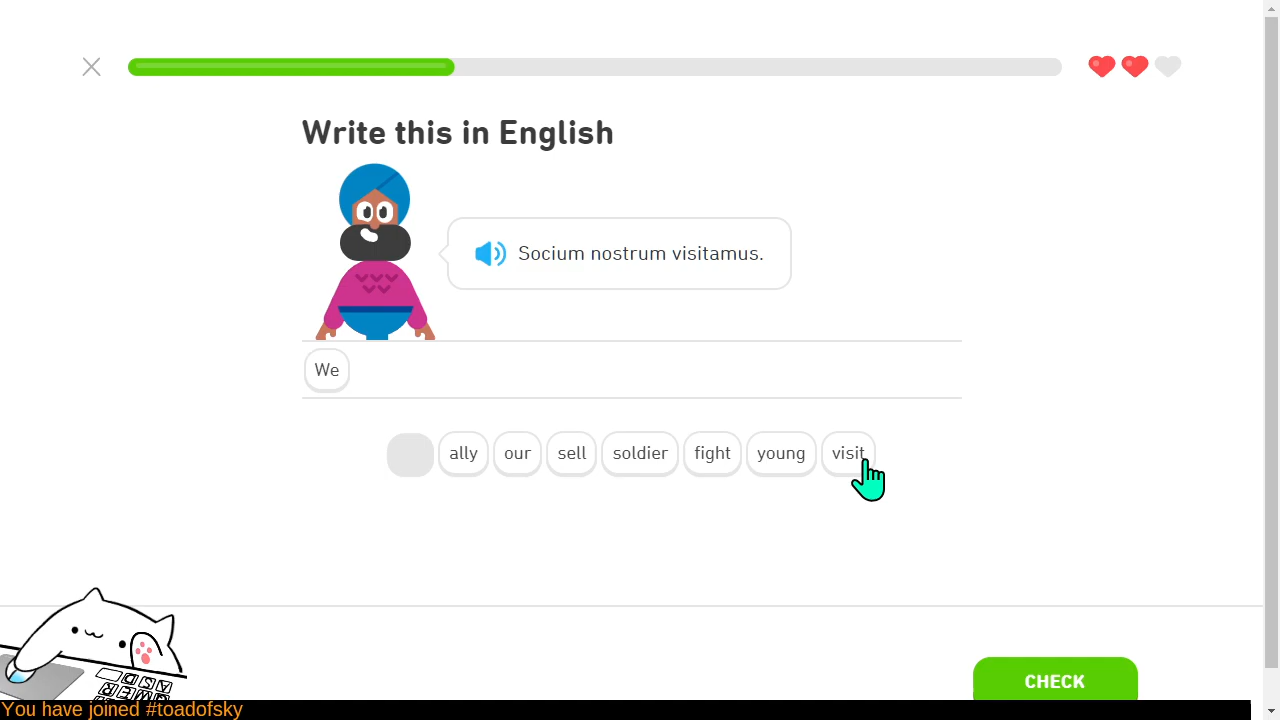 Write this in English
Socium nostrum visitamus.
We
ally our sell soldier fight young visit
CHECK
You have joined #toadofsky